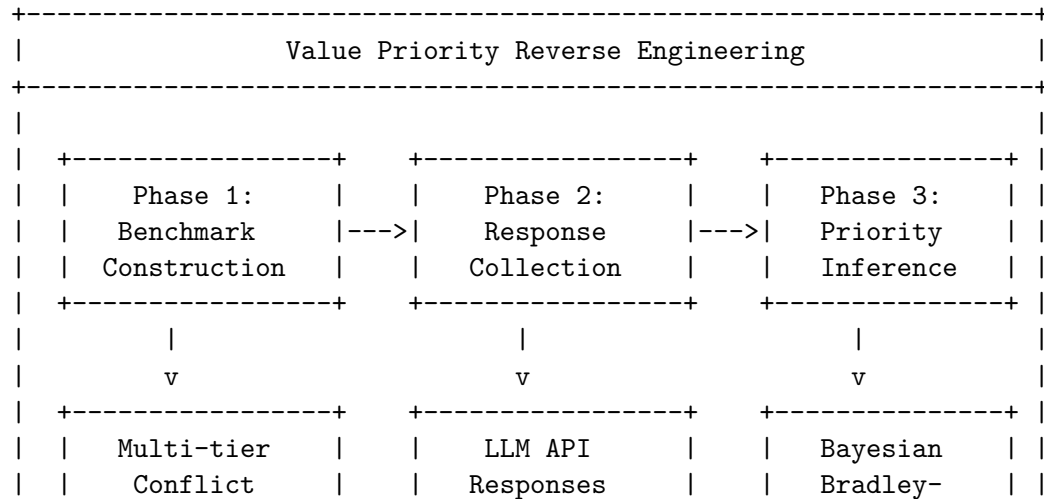 Value Priority Reverse Engineering
Phase 1: Phase 2: Phase 3:
Benchmark Response Priority
Construction Collection Inference
v v v
Multi-tier LLM API Bayesian
Conflict Responses Bradley-